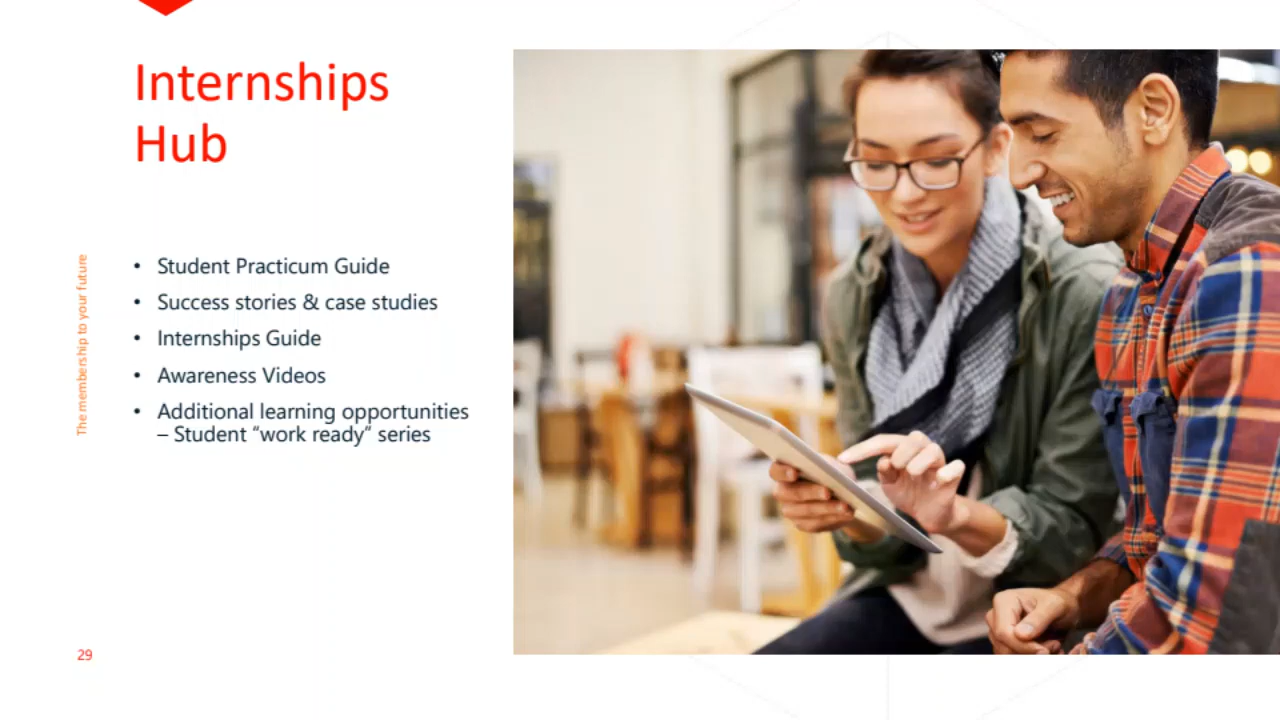 Internships
Hub
• Student Practicum Guide
• Success stories & case studies
• Internships Guide
• Awareness Videos
• Additional learning opportunities
– Student “work ready” series
The membership to your future
29